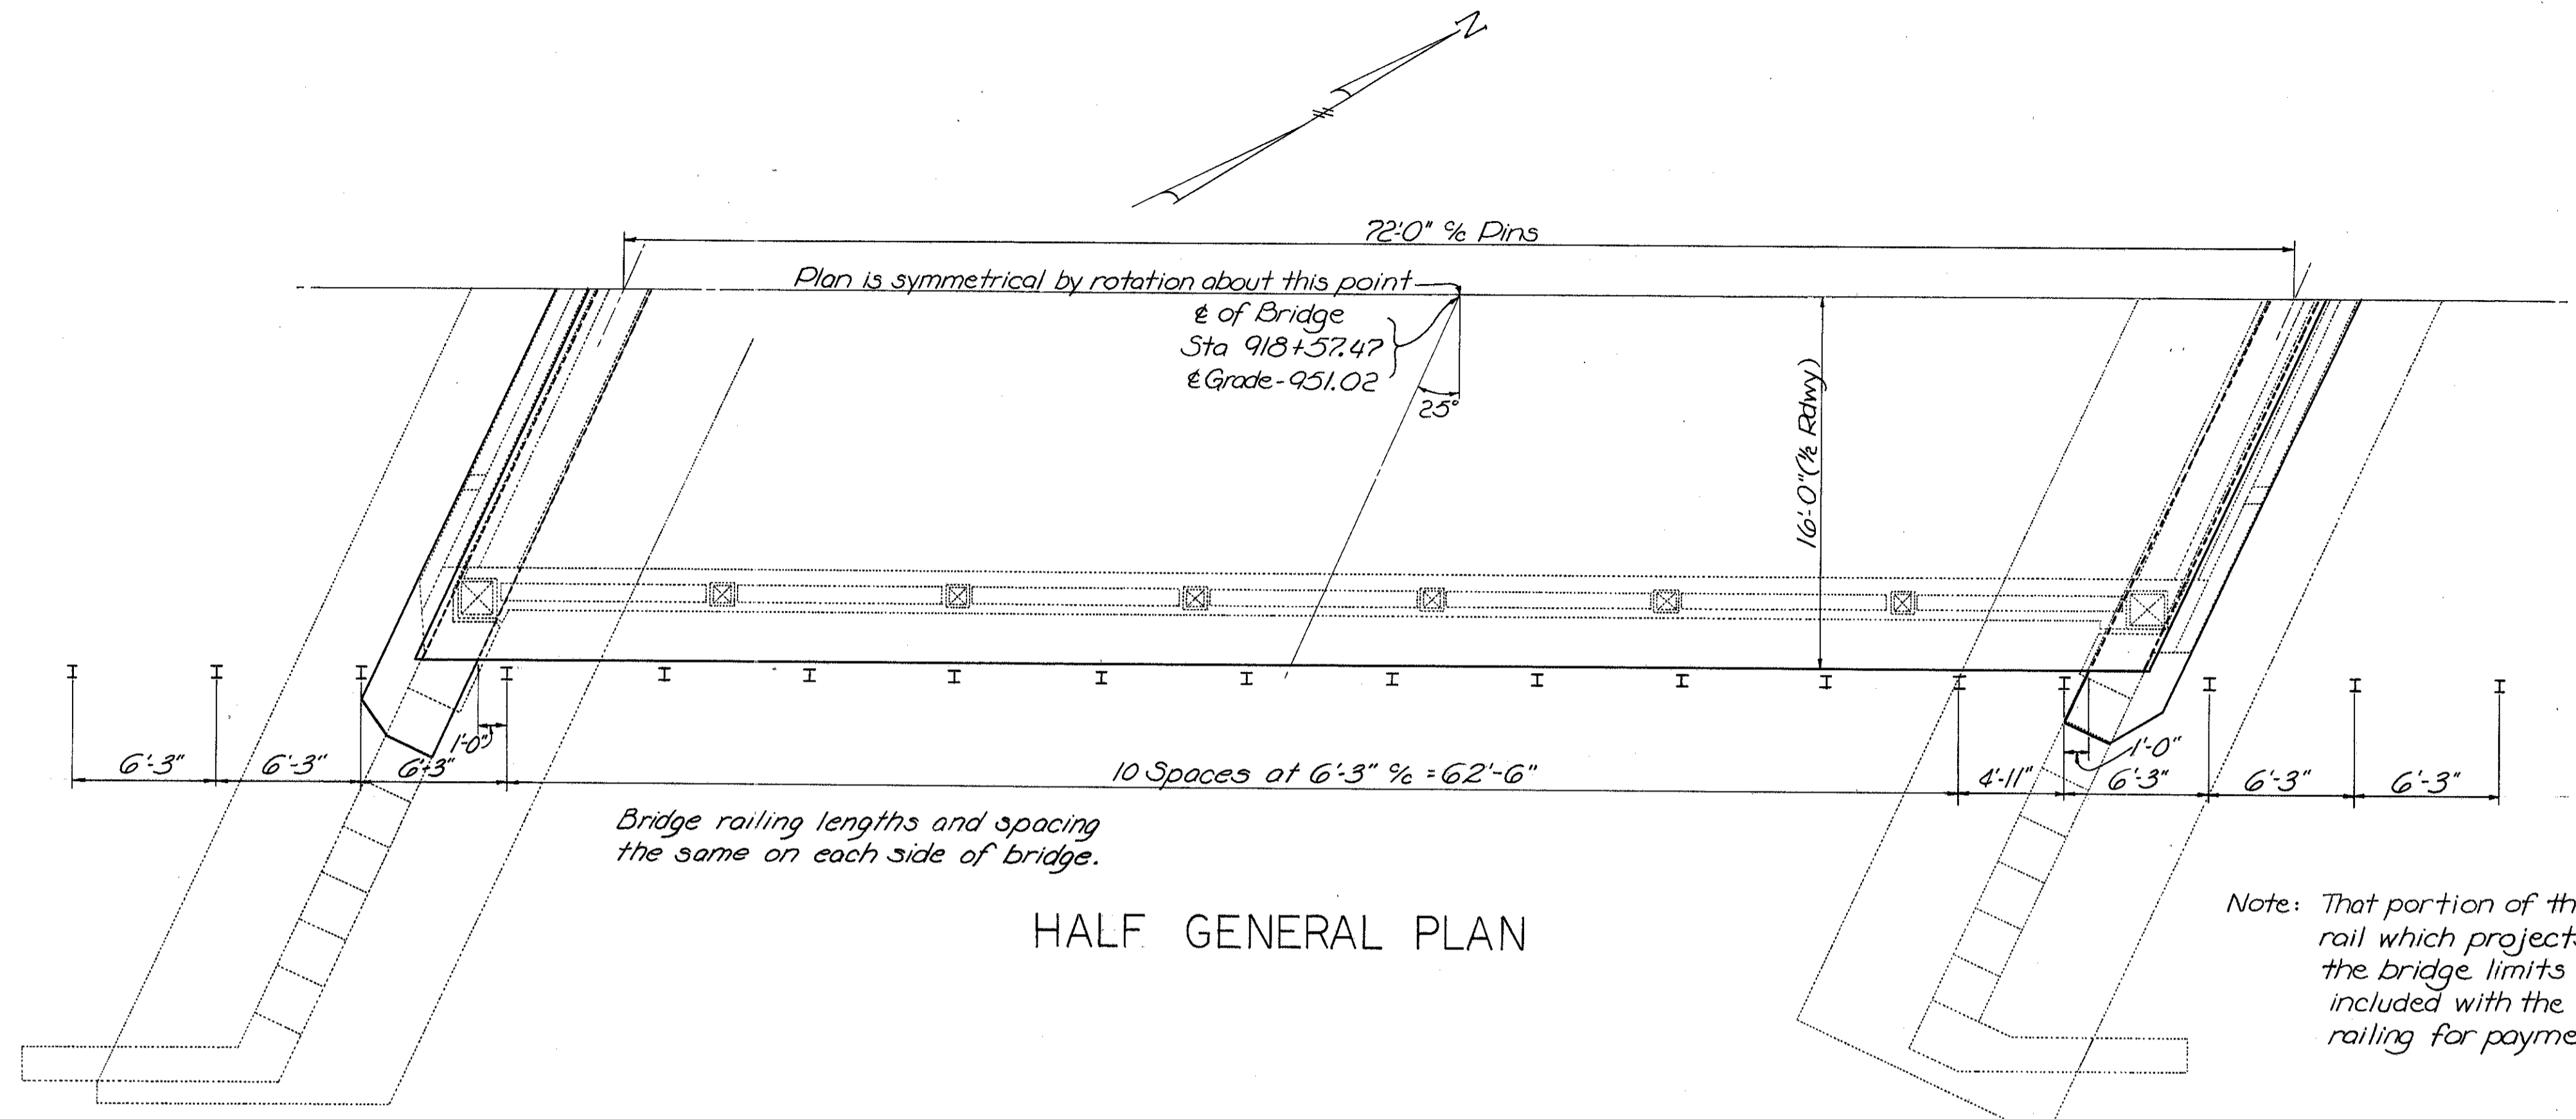 N
72'-0" c/c Pins
Plan is symmetrical by rotation about this point
℄ of Bridge
Sta 918+57.47
℄ Grade-951.02
25°
16'-0" (½ Rdwy)
1'-0"
1'-0"
6'-3"
6'-3"
6'-3"
10 Spaces at 6'-3" c/c = 62'-6"
4'-11"
6'-3"
6'-3"
6'-3"
Bridge railing lengths and spacing
the same on each side of bridge.
HALF GENERAL PLAN
Note: That portion of th
rail which project
the bridge limits
included with the
railing for payme